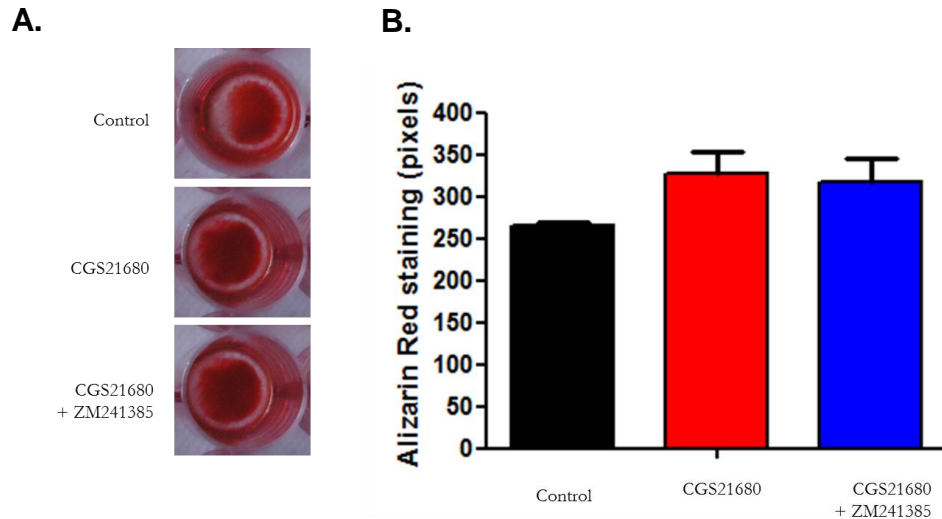 A.
Control
CGS21680
CGS21680
+ ZM241385
B.
Alizarin Red staining (pixels)
400
350
300
250
200
150
100
50
0
Control
CGS21680
CGS21680
+ ZM241385